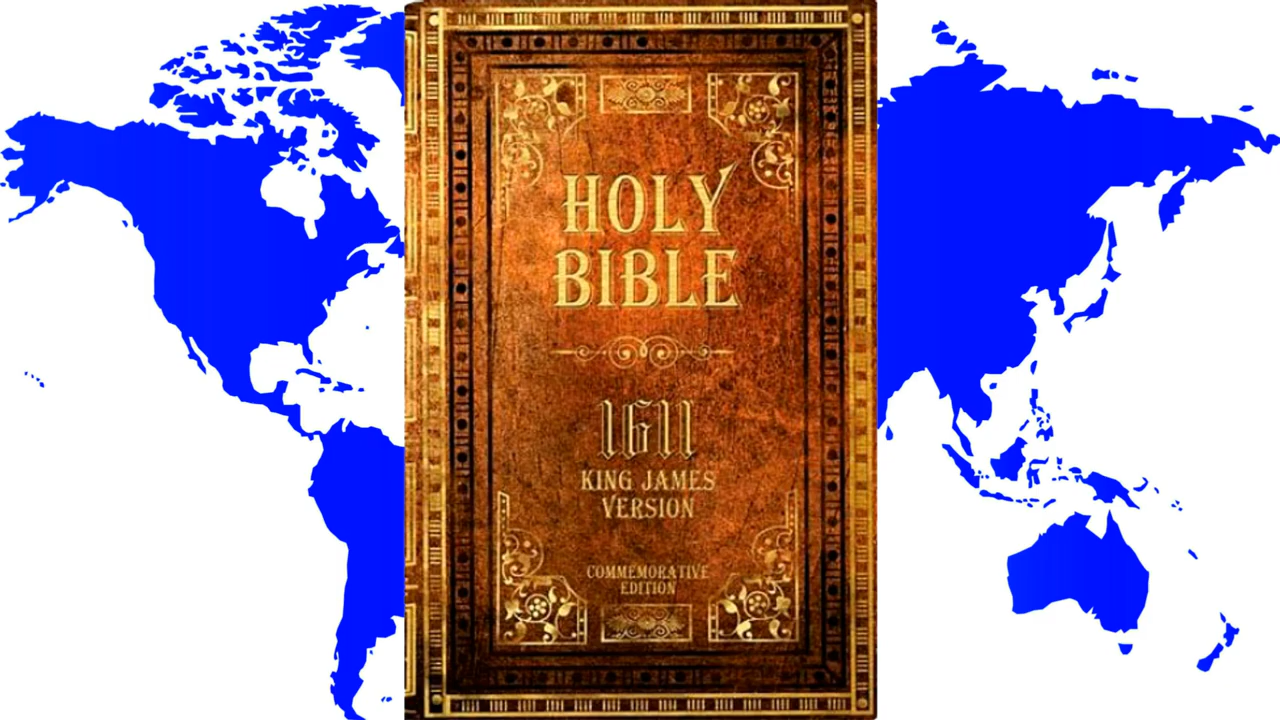 HOLY
BIBLE
1611
KING JAMES
VERSION
COMMEMORATIVE
EDITION